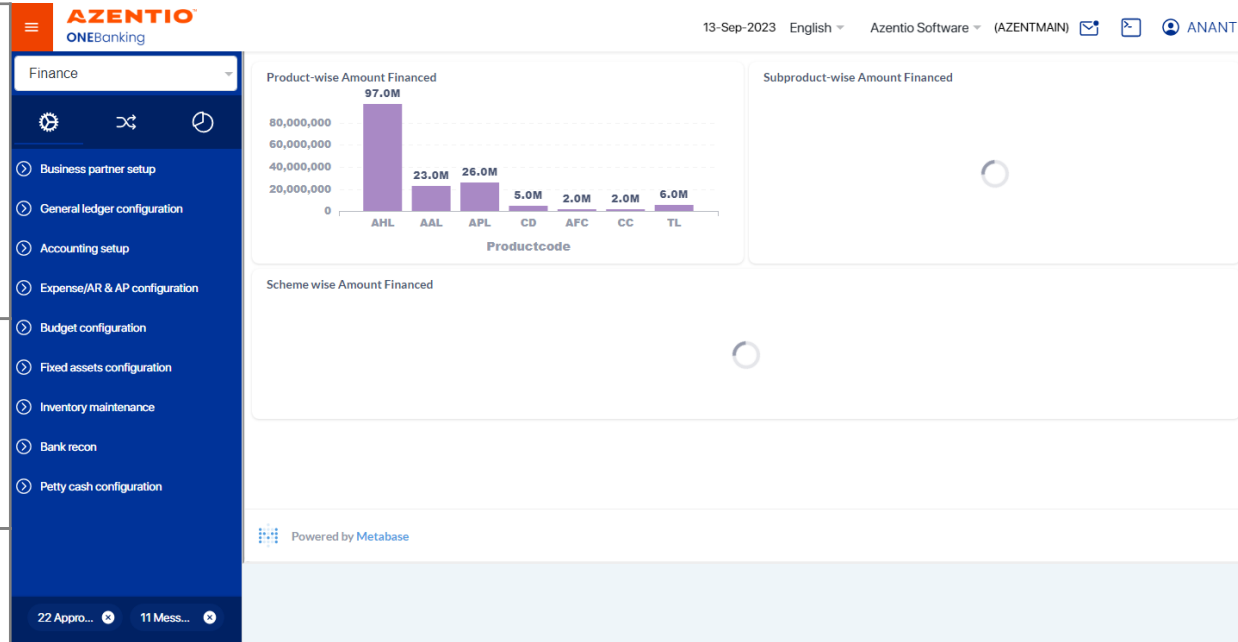 AZENTIO™
ONEBanking
13-Sep-2023 English Azentio Software (AZENTMAIN) ANANT
Finance
Business partner setup
General ledger configuration
Accounting setup
Expense/AR & AP configuration
Budget configuration
Fixed assets configuration
Inventory maintenance
Bank recon
Petty cash configuration
22 Appro... 11 Mess...
Product-wise Amount Financed
97.0M
80,000,000
60,000,000
40,000,000
20,000,000
0
23.0M 26.0M 5.0M 2.0M 2.0M 6.0M
AHL AAL APL CD AFC CC TL
Productcode
Subproduct-wise Amount Financed
Scheme wise Amount Financed
Powered by Metabase